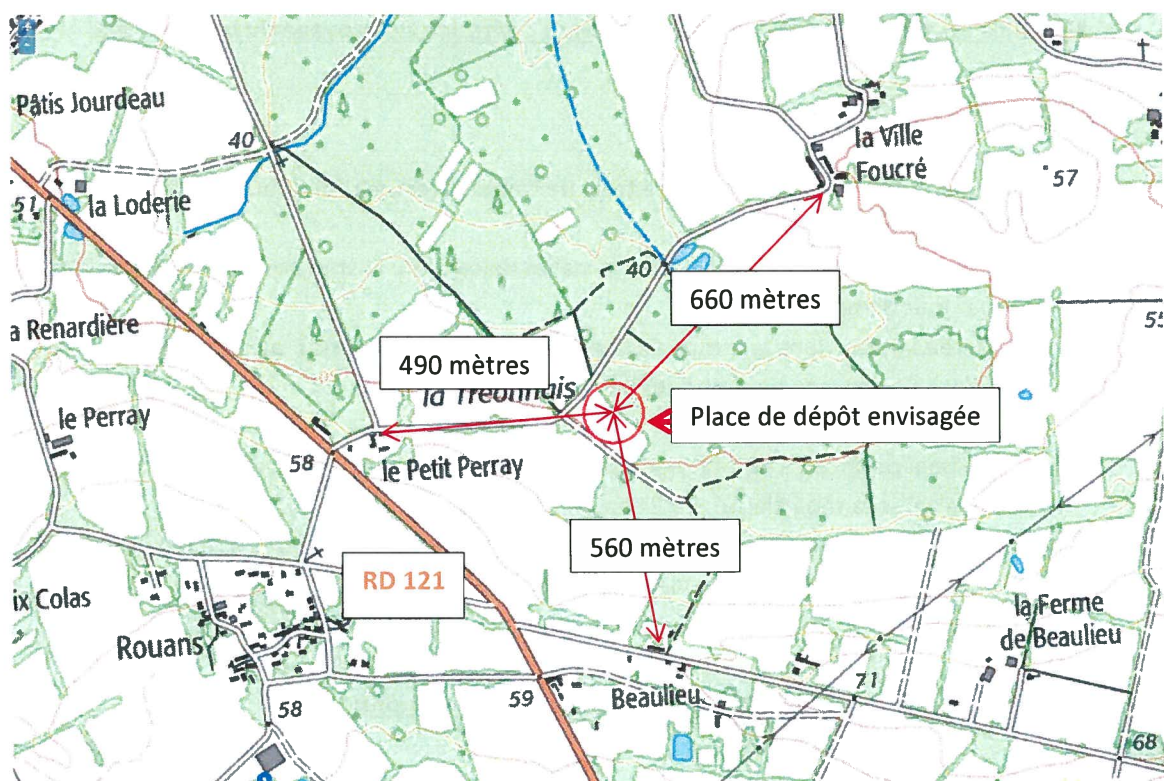 Pâtis Jourdeau
40
la Ville
Foucré
57
51
la Loderie
40
660 mètres
55
a Renardière
490 mètres
la Tréonnais
Place de dépôt envisagée
le Perray
58
le Petit Perray
560 mètres
RD 121
ix Colas
la Ferme
de Beaulieu
Rouans
71
59
Beaulieu
58
68